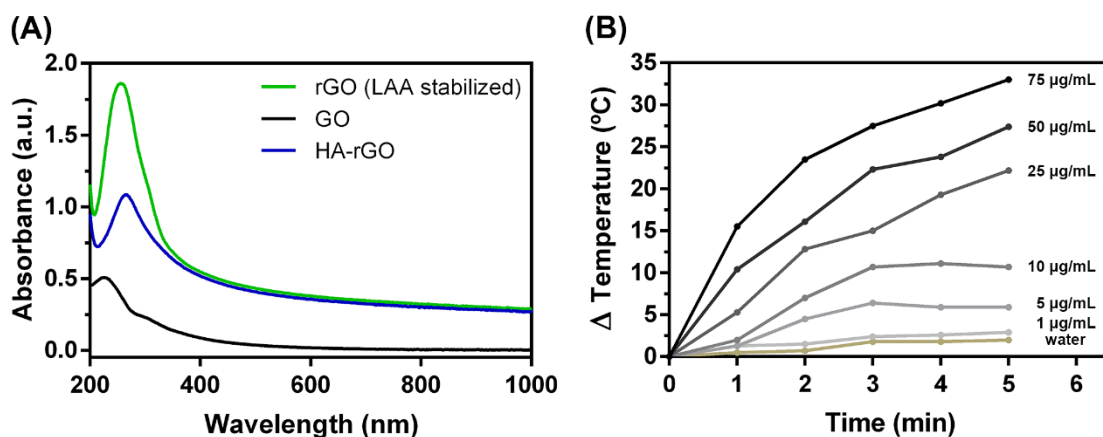 (A)
2.0
1.5
1.0
0.5
0.0
Absorbance (a.u.)
rGO (LAA stabilized)
GO
HA-rGO
200 400 600 800 1000
Wavelength (nm)
(B)
35
30
25
20
15
10
5
0
Δ Temperature (ºC)
75 µg/mL
50 µg/mL
25 µg/mL
10 µg/mL
5 µg/mL
1 µg/mL
water
0 1 2 3 4 5 6
Time (min)